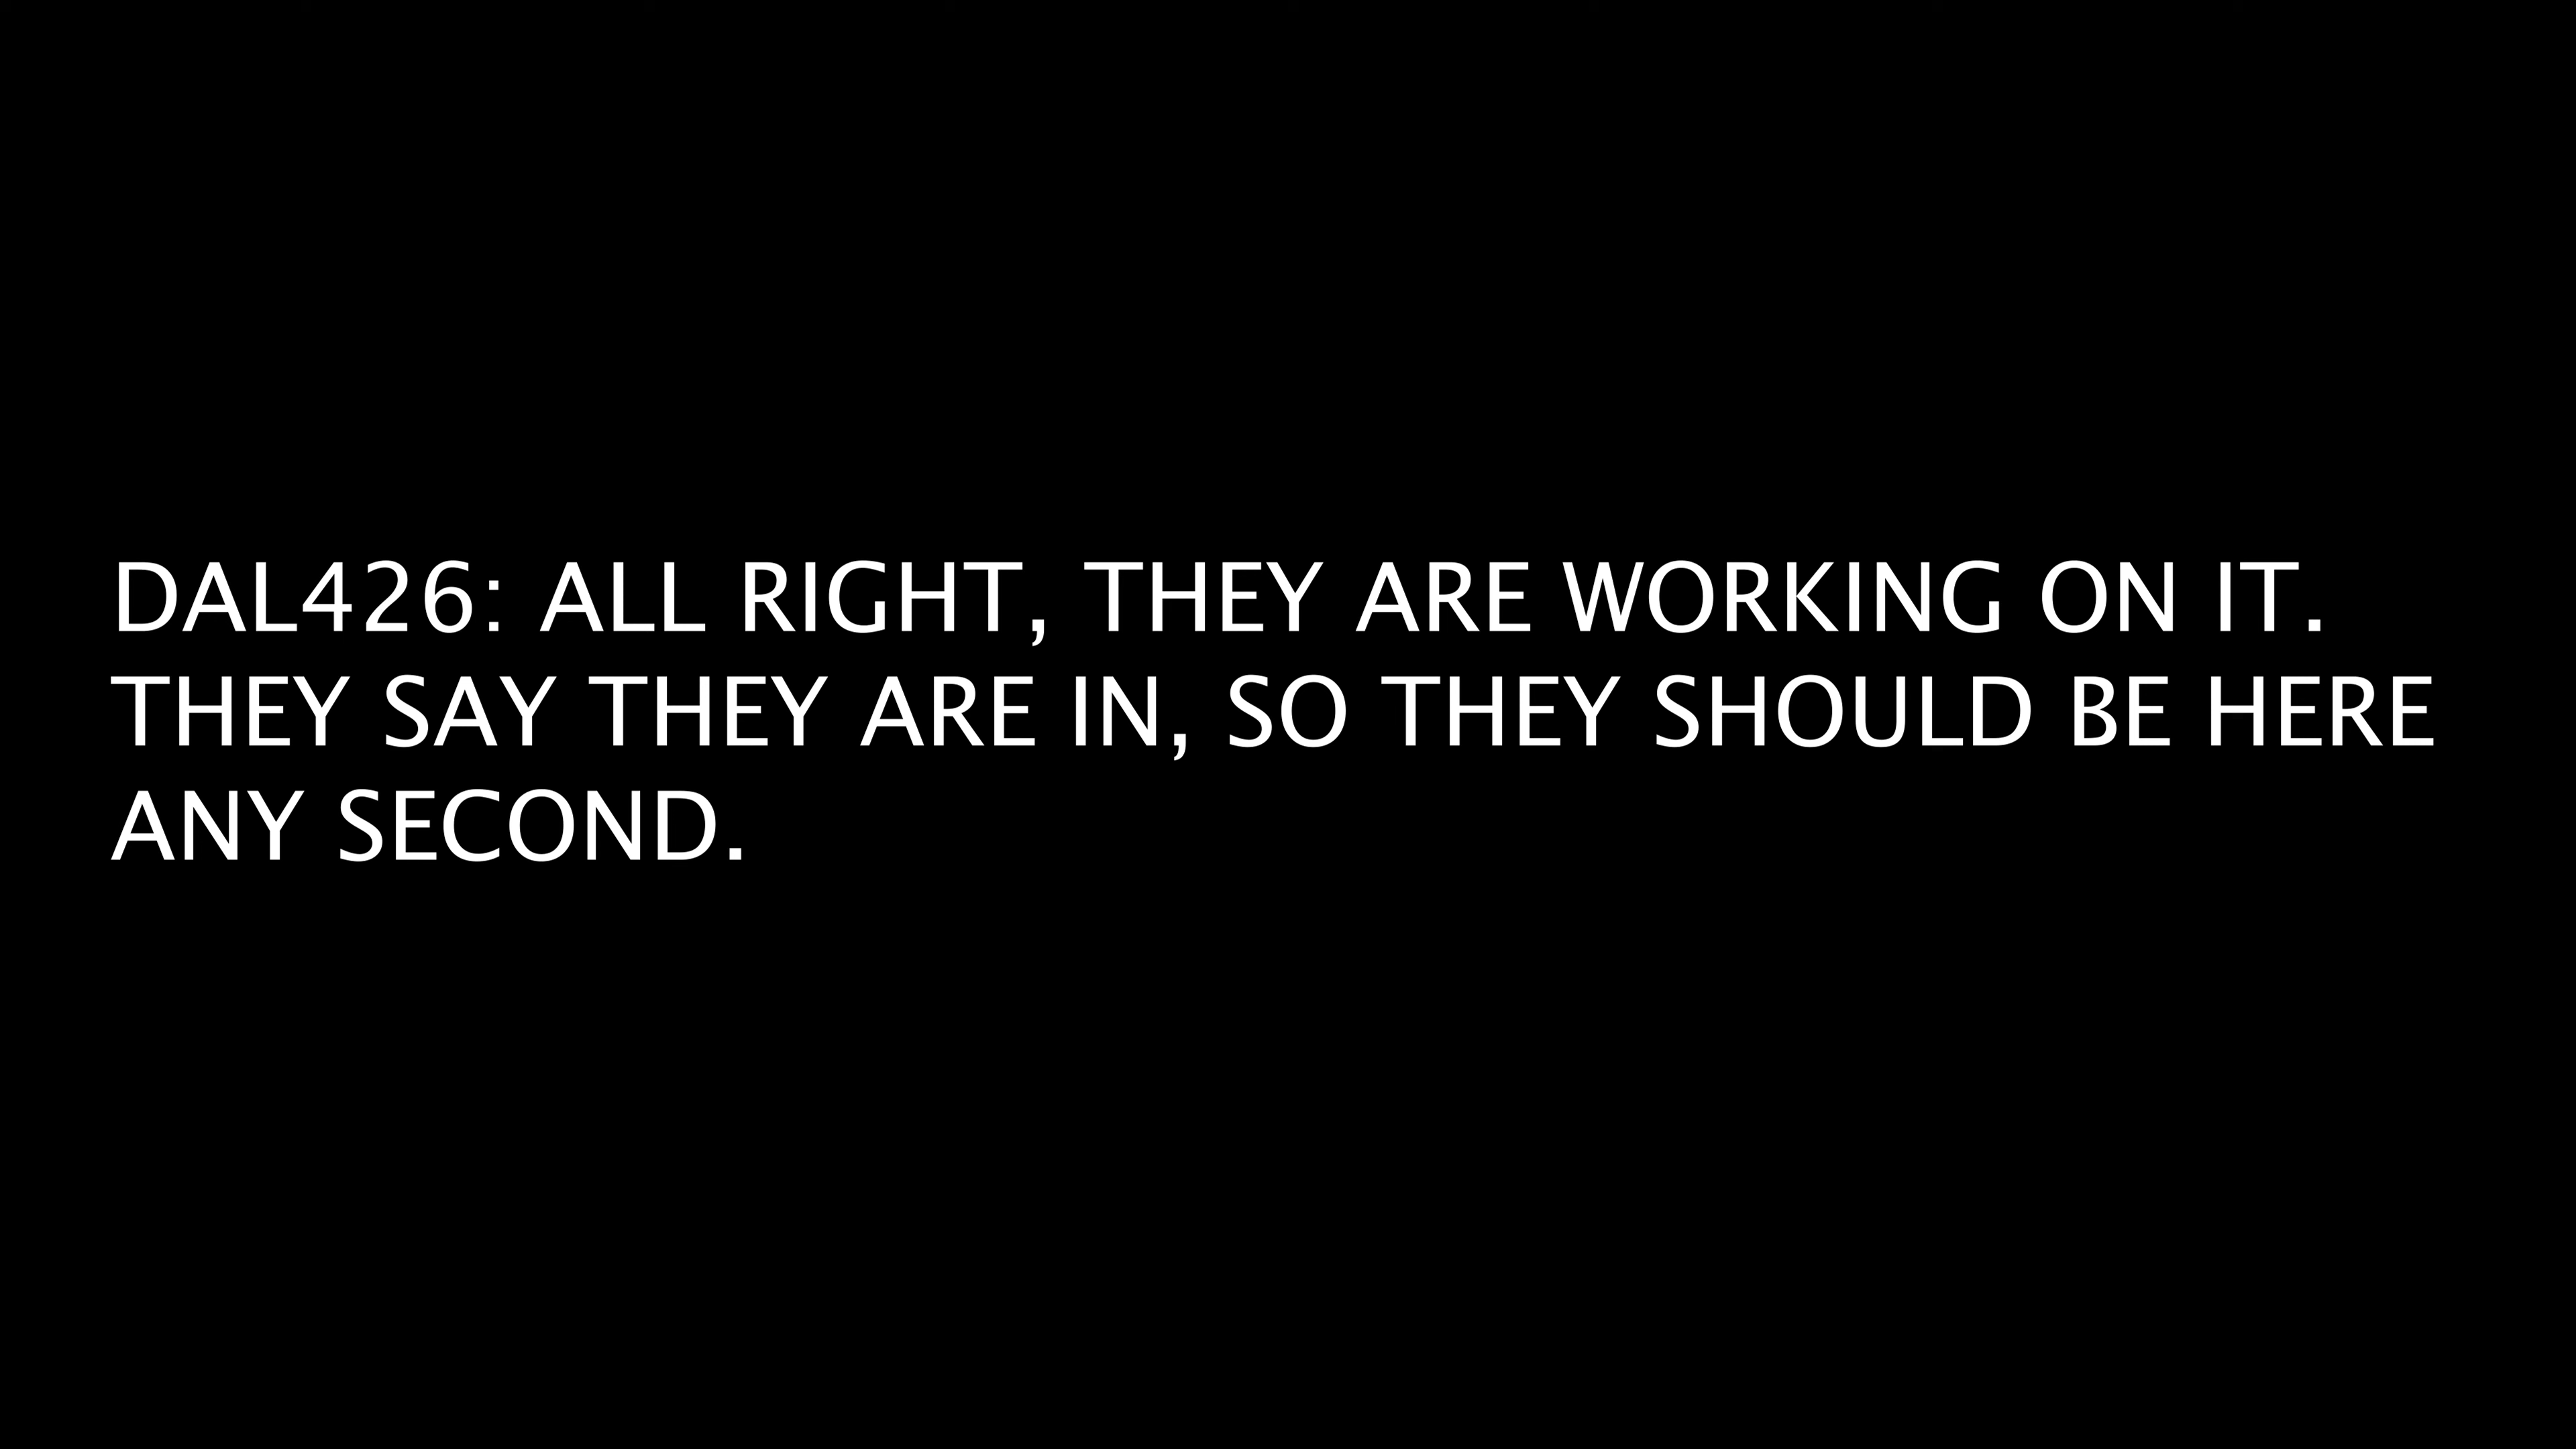 DAL426: ALL RIGHT, THEY ARE WORKING ON IT.
THEY SAY THEY ARE IN, SO THEY SHOULD BE HERE
ANY SECOND.